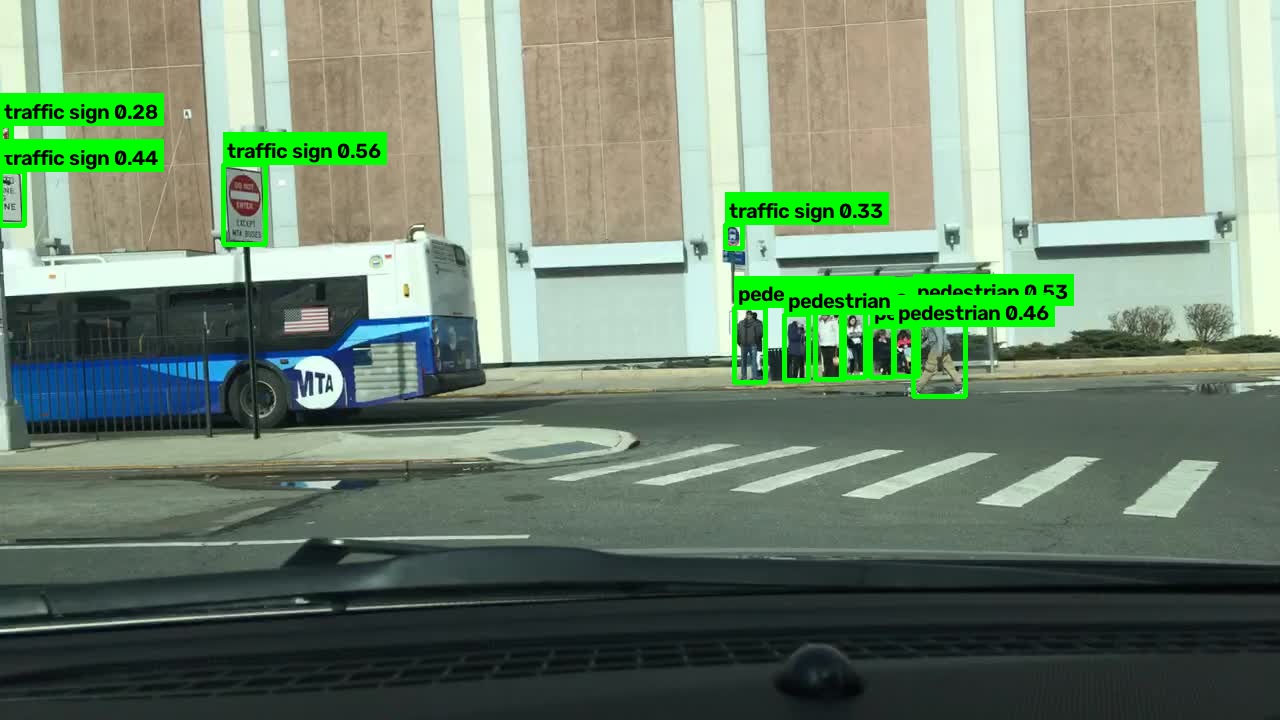 traffic sign 0.28
traffic sign 0.44
NE
traffic sign 0.56
DO NOT
ENTER
EXCEPT
MTA BUSES
traffic sign 0.33
pede
pedestrian
pedestrian 0.53
pedestrian 0.46
MTA